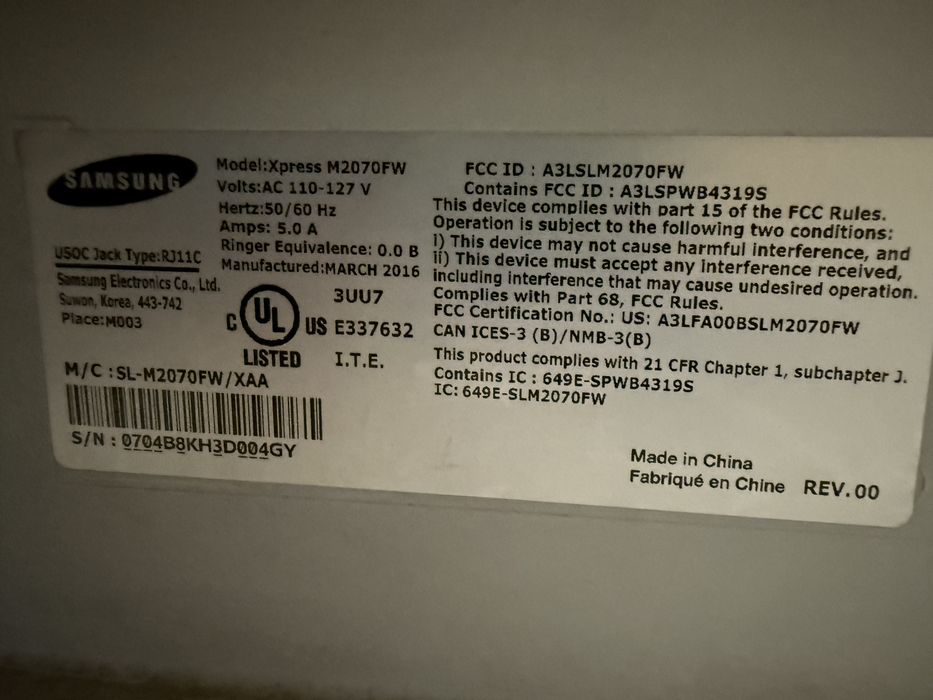 SAMSUNG
Model:Xpress M2070FW
Volts:AC 110-127 V
Hertz:50/60 Hz
Amps: 5.0 A
Ringer Equivalence: 0.0 B
Manufactured:MARCH 2016
USOC Jack Type:RJ11C
Samsung Electronics Co., Ltd.
Suwon, Korea, 443-742
Place:M003
C UL US
LISTED
3UU7
E337632
I.T.E.
M/C :SL-M2070FW/XAA
S/N : 0704B8KH3D004GY
FCC ID : A3LSLM2070FW
Contains FCC ID : A3LSPWB4319S
This device complies with part 15 of the FCC Rules.
Operation is subject to the following two conditions:
i) This device may not cause harmful interference, and
ii) This device must accept any interference received,
including interference that may cause undesired operation.
Complies with Part 68, FCC Rules.
FCC Certification No.: US: A3LFA00BSLM2070FW
CAN ICES-3 (B)/NMB-3(B)
This product complies with 21 CFR Chapter 1, subchapter J.
Contains IC : 649E-SPWB4319S
IC: 649E-SLM2070FW
Made in China
Fabriqué en Chine REV.00